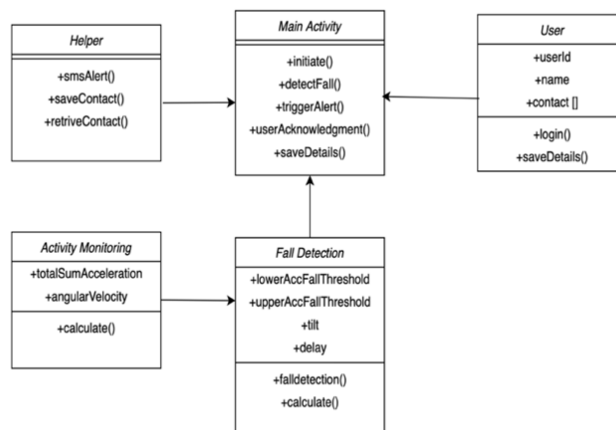 Helper
+smsAlert()
+saveContact()
+retriveContact()
Main Activity
+initiate()
+detectFall()
+triggerAlert()
+userAcknowledgment()
+saveDetails()
User
+userId
+name
+contact []
+login()
+saveDetails()
Activity Monitoring
+totalSumAcceleration
+angularVelocity
+calculate()
Fall Detection
+lowerAccFallThreshold
+upperAccFallThreshold
+tilt
+delay
+falldetection()
+calculate()